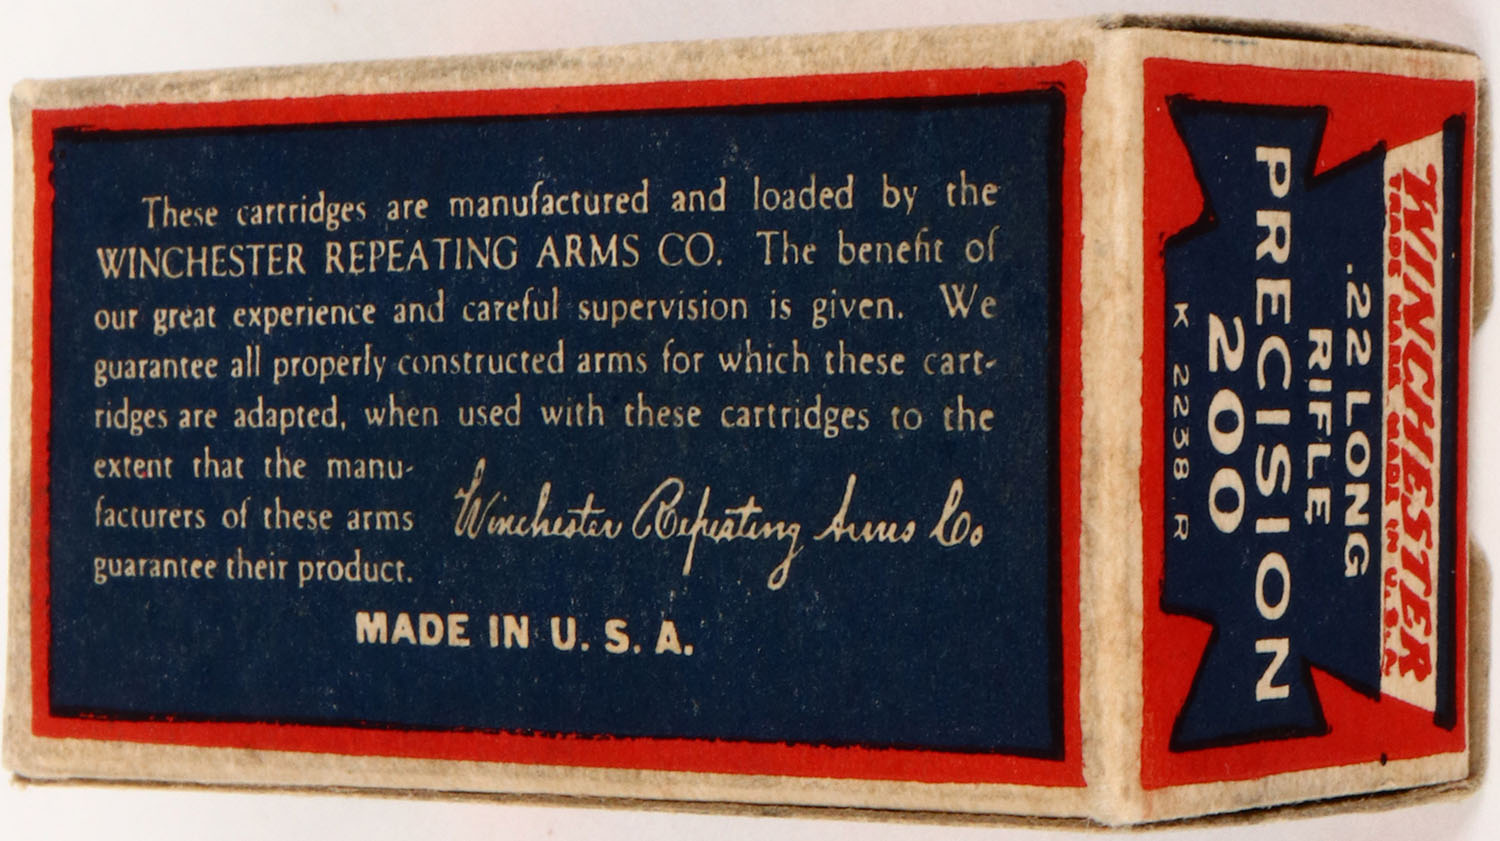 These cartridges are manufactured and loaded by the
WINCHESTER REPEATING ARMS CO. The benefit of
our great experience and careful supervision is given. We
guarantee all properly constructed arms for which these cart-
ridges are adapted, when used with these cartridges to the
extent that the manu-
facturers of these arms
guarantee their product.
Winchester Repeating Arms Co
MADE IN U. S. A.
WINCHESTER
TRADE MARK MADE IN U.S.A.
.22 LONG
RIFLE
PRECISION
200
K 2238 R